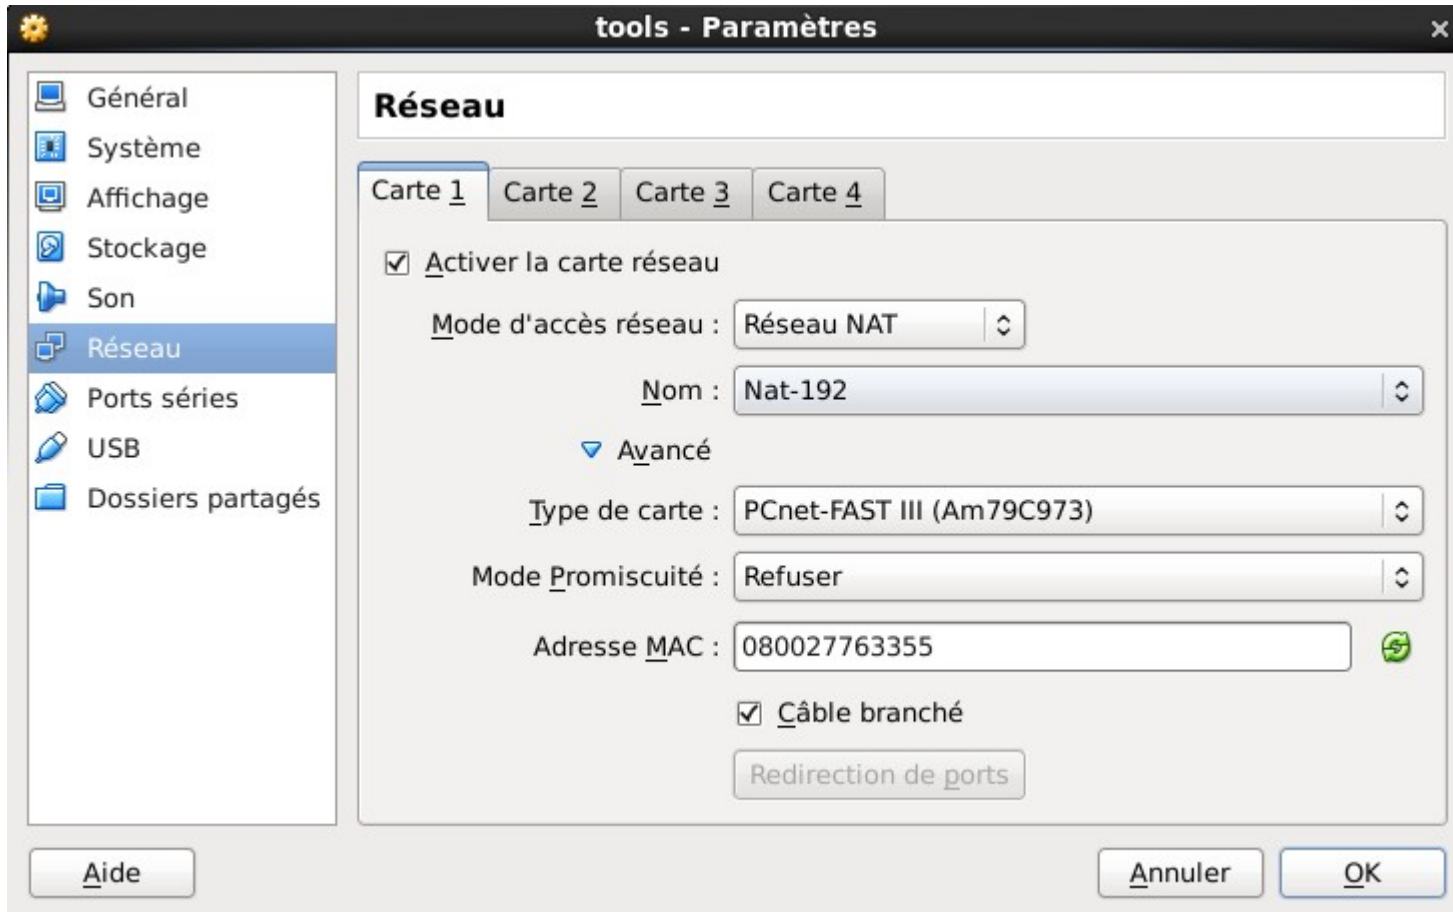 tools - Paramètres
Général
Système
Affichage
Stockage
Son
Réseau
Ports séries
USB
Dossiers partagés
Réseau
Carte 1 Carte 2 Carte 3 Carte 4
Activer la carte réseau
Mode d'accès réseau : Réseau NAT
Nom : Nat-192
Avancé
Type de carte : PCnet-FAST III (Am79C973)
Mode Promiscuité : Refuser
Adresse MAC : 080027763355
Câble branché
Redirection de ports
Aide Annuler OK